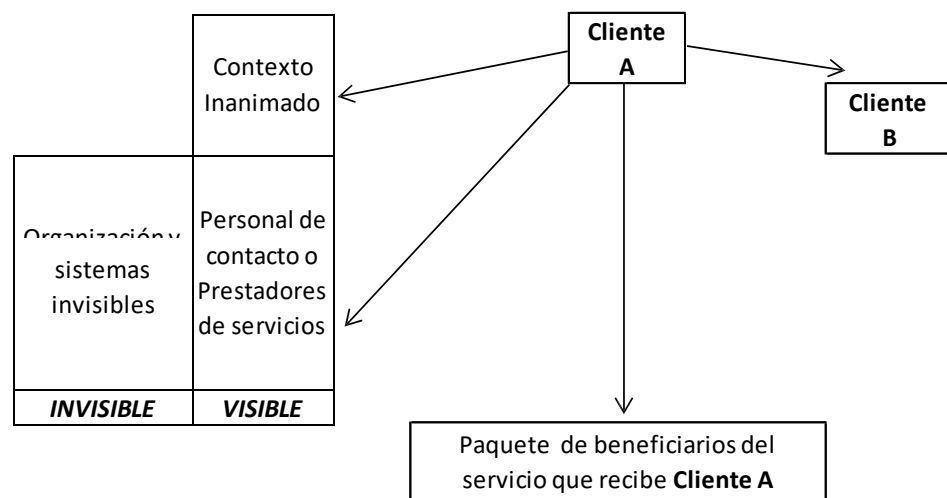 Cliente
A
Contexto
Inanimado
Cliente
B
Organización y
sistemas
invisibles
Personal de
contacto o
Prestadores
de servicios
INVISIBLE
VISIBLE
Paquete de beneficiarios del
servicio que recibe Cliente A